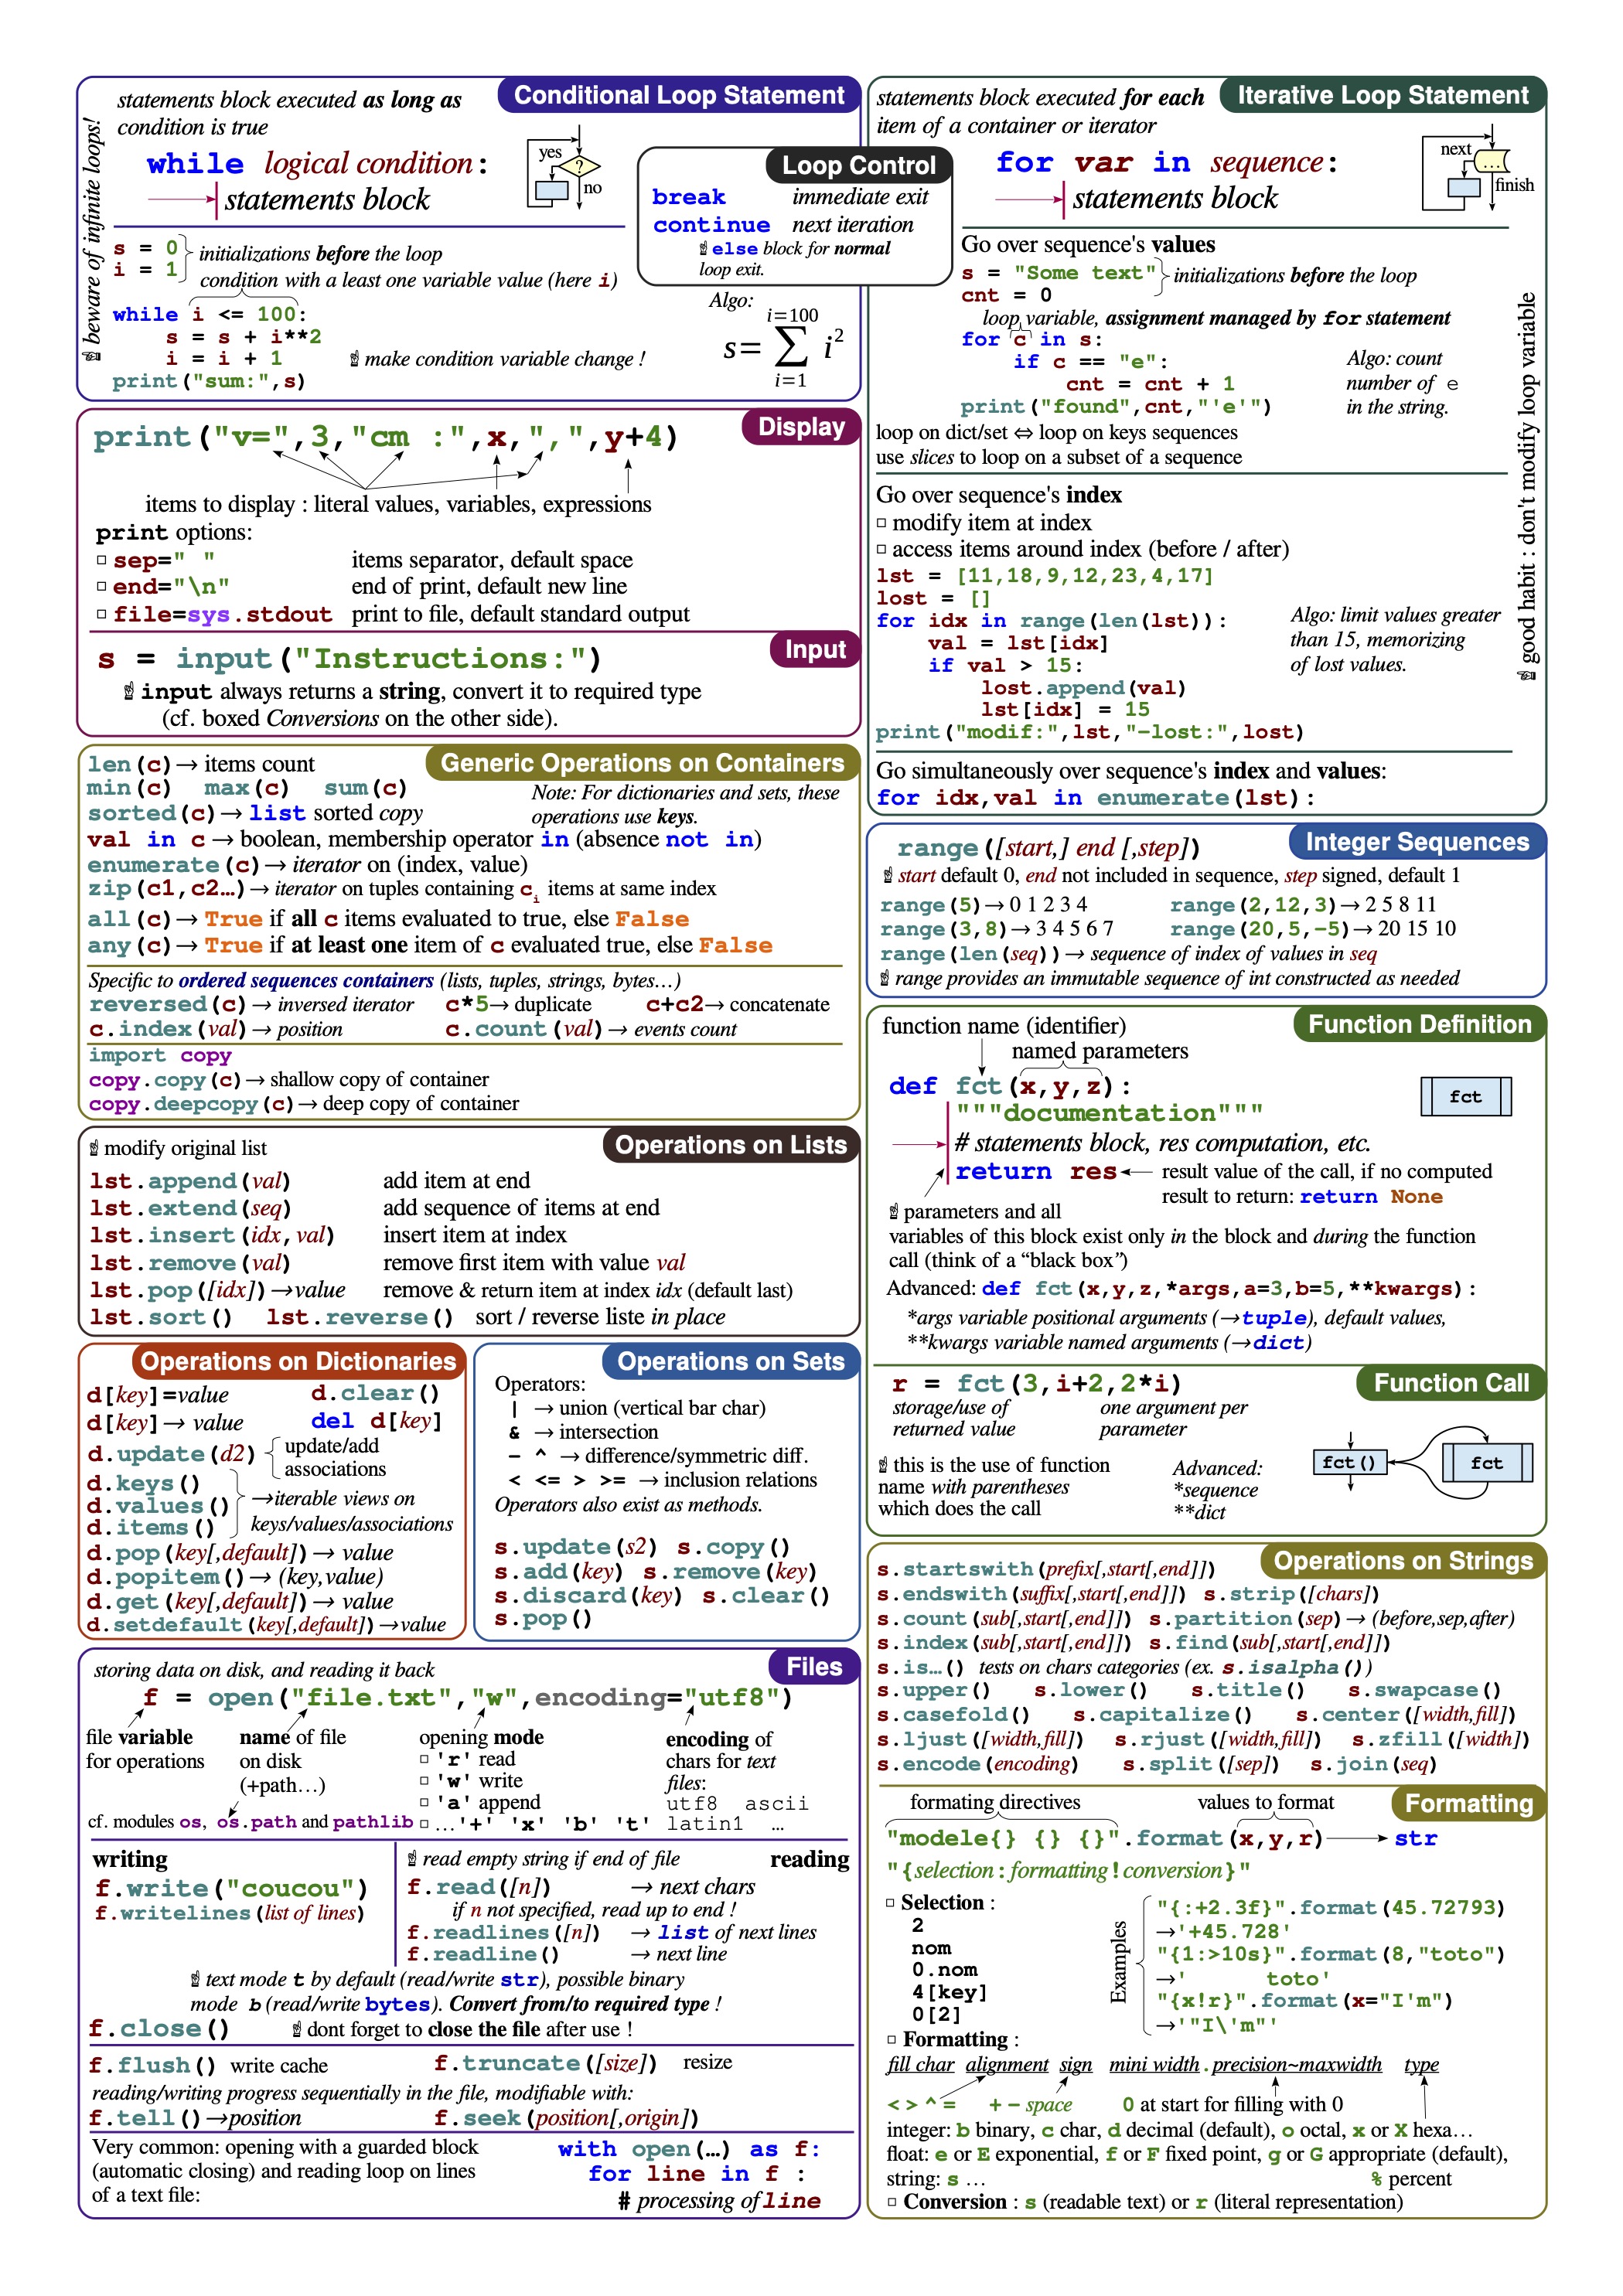 Conditional Loop Statement
☝ beware of infinite loops!
statements block executed as long as
condition is true
while logical condition:
statements block
yes
?
no
s = 0
i = 1
initializations before the loop
condition with a least one variable value (here i)
while i <= 100:
s = s + i**2
i = i + 1
☝ make condition variable change !
print("sum:",s)
Algo:
i=100
s= ∑ i²
i=1
Loop Control
break immediate exit
continue next iteration
☝ else block for normal
loop exit.
Iterative Loop Statement
statements block executed for each
item of a container or iterator
for var in sequence:
statements block
next
…
finish
Go over sequence's values
s = "Some text"
cnt = 0
initializations before the loop
loop variable, assignment managed by for statement
for c in s:
if c == "e":
cnt = cnt + 1
print("found",cnt,"'e'")
Algo: count
number of e
in the string.
loop on dict/set ⇔ loop on keys sequences
use slices to loop on a subset of a sequence
Go over sequence's index
□ modify item at index
□ access items around index (before / after)
lst = [11,18,9,12,23,4,17]
lost = []
for idx in range(len(lst)):
val = lst[idx]
if val > 15:
lost.append(val)
lst[idx] = 15
print("modif:",lst,"-lost:",lost)
Algo: limit values greater
than 15, memorizing
of lost values.
Go simultaneously over sequence's index and values:
for idx,val in enumerate(lst):
☝ good habit : don't modify loop variable
Display
print("v=",3,"cm :",x,",",y+4)
items to display : literal values, variables, expressions
print options:
□ sep=" " items separator, default space
□ end="\n" end of print, default new line
□ file=sys.stdout print to file, default standard output
Input
s = input("Instructions:")
☝ input always returns a string, convert it to required type
(cf. boxed Conversions on the other side).
Generic Operations on Containers
len(c)→ items count
min(c) max(c) sum(c)
sorted(c)→ list sorted copy
Note: For dictionaries and sets, these
operations use keys.
val in c → boolean, membership operator in (absence not in)
enumerate(c)→ iterator on (index, value)
zip(c1,c2…)→ iterator on tuples containing cᵢ items at same index
all(c)→ True if all c items evaluated to true, else False
any(c)→ True if at least one item of c evaluated true, else False
Specific to ordered sequences containers (lists, tuples, strings, bytes…)
reversed(c)→ inversed iterator c*5→ duplicate c+c2→ concatenate
c.index(val)→ position c.count(val)→ events count
import copy
copy.copy(c)→ shallow copy of container
copy.deepcopy(c)→ deep copy of container
Integer Sequences
range([start,] end [,step])
☝ start default 0, end not included in sequence, step signed, default 1
range(5)→ 0 1 2 3 4 range(2,12,3)→ 2 5 8 11
range(3,8)→ 3 4 5 6 7 range(20,5,-5)→ 20 15 10
range(len(seq))→ sequence of index of values in seq
☝ range provides an immutable sequence of int constructed as needed
Operations on Lists
☝ modify original list
lst.append(val) add item at end
lst.extend(seq) add sequence of items at end
lst.insert(idx,val) insert item at index
lst.remove(val) remove first item with value val
lst.pop([idx])→value remove & return item at index idx (default last)
lst.sort() lst.reverse() sort / reverse liste in place
Function Definition
function name (identifier)
named parameters
def fct(x,y,z):
"""documentation"""
# statements block, res computation, etc.
return res
result value of the call, if no computed
result to return: return None
fct
☝ parameters and all
variables of this block exist only in the block and during the function
call (think of a “black box”)
Advanced: def fct(x,y,z,*args,a=3,b=5,**kwargs):
*args variable positional arguments (→tuple), default values,
**kwargs variable named arguments (→dict)
Function Call
r = fct(3,i+2,2*i)
storage/use of
returned value
one argument per
parameter
☝ this is the use of function
name with parentheses
which does the call
Advanced:
*sequence
**dict
fct()
fct
Operations on Dictionaries
d[key]=value d.clear()
d[key]→ value del d[key]
d.update(d2) update/add
associations
d.keys()
d.values()
d.items()
→iterable views on
keys/values/associations
d.pop(key[,default])→ value
d.popitem()→ (key,value)
d.get(key[,default])→ value
d.setdefault(key[,default])→value
Operations on Sets
Operators:
| → union (vertical bar char)
& → intersection
- ^ → difference/symmetric diff.
< <= > >= → inclusion relations
Operators also exist as methods.
s.update(s2) s.copy()
s.add(key) s.remove(key)
s.discard(key) s.clear()
s.pop()
Operations on Strings
s.startswith(prefix[,start[,end]])
s.endswith(suffix[,start[,end]]) s.strip([chars])
s.count(sub[,start[,end]]) s.partition(sep)→ (before,sep,after)
s.index(sub[,start[,end]]) s.find(sub[,start[,end]])
s.is…() tests on chars categories (ex. s.isalpha())
s.upper() s.lower() s.title() s.swapcase()
s.casefold() s.capitalize() s.center([width,fill])
s.ljust([width,fill]) s.rjust([width,fill]) s.zfill([width])
s.encode(encoding) s.split([sep]) s.join(seq)
Files
storing data on disk, and reading it back
f = open("file.txt","w",encoding="utf8")
file variable
for operations
name of file
on disk
(+path…)
opening mode
□ 'r' read
□ 'w' write
□ 'a' append
□ …'+' 'x' 'b' 't'
encoding of
chars for text
files:
utf8 ascii
latin1 …
cf. modules os, os.path and pathlib
writing
f.write("coucou")
f.writelines(list of lines)
☝ read empty string if end of file reading
f.read([n]) → next chars
if n not specified, read up to end !
f.readlines([n]) → list of next lines
f.readline() → next line
☝ text mode t by default (read/write str), possible binary
mode b (read/write bytes). Convert from/to required type !
f.close() ☝ dont forget to close the file after use !
f.flush() write cache f.truncate([size]) resize
reading/writing progress sequentially in the file, modifiable with:
f.tell()→position f.seek(position[,origin])
Very common: opening with a guarded block
(automatic closing) and reading loop on lines
of a text file:
with open(…) as f:
for line in f :
# processing of line
Formatting
formating directives values to format
"modele{} {} {}".format(x,y,r) → str
"{selection:formatting!conversion}"
□ Selection :
2
nom
0.nom
4[key]
0[2]
Examples
"{:+2.3f}".format(45.72793)
→'+45.728'
"{1:>10s}".format(8,"toto")
→'      toto'
"{x!r}".format(x="I'm")
→'"I\'m"'
□ Formatting :
fill char alignment sign mini width.precision~maxwidth type
< > ^ = + - space 0 at start for filling with 0
integer: b binary, c char, d decimal (default), o octal, x or X hexa…
float: e or E exponential, f or F fixed point, g or G appropriate (default),
string: s … % percent
□ Conversion : s (readable text) or r (literal representation)